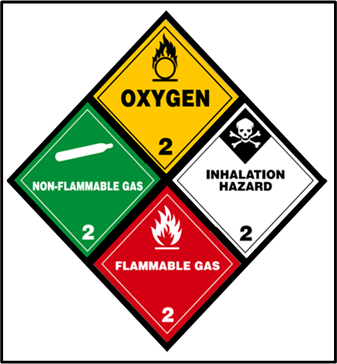 OXYGEN
2
NON-FLAMMABLE GAS
2
INHALATION
HAZARD
2
FLAMMABLE GAS
2